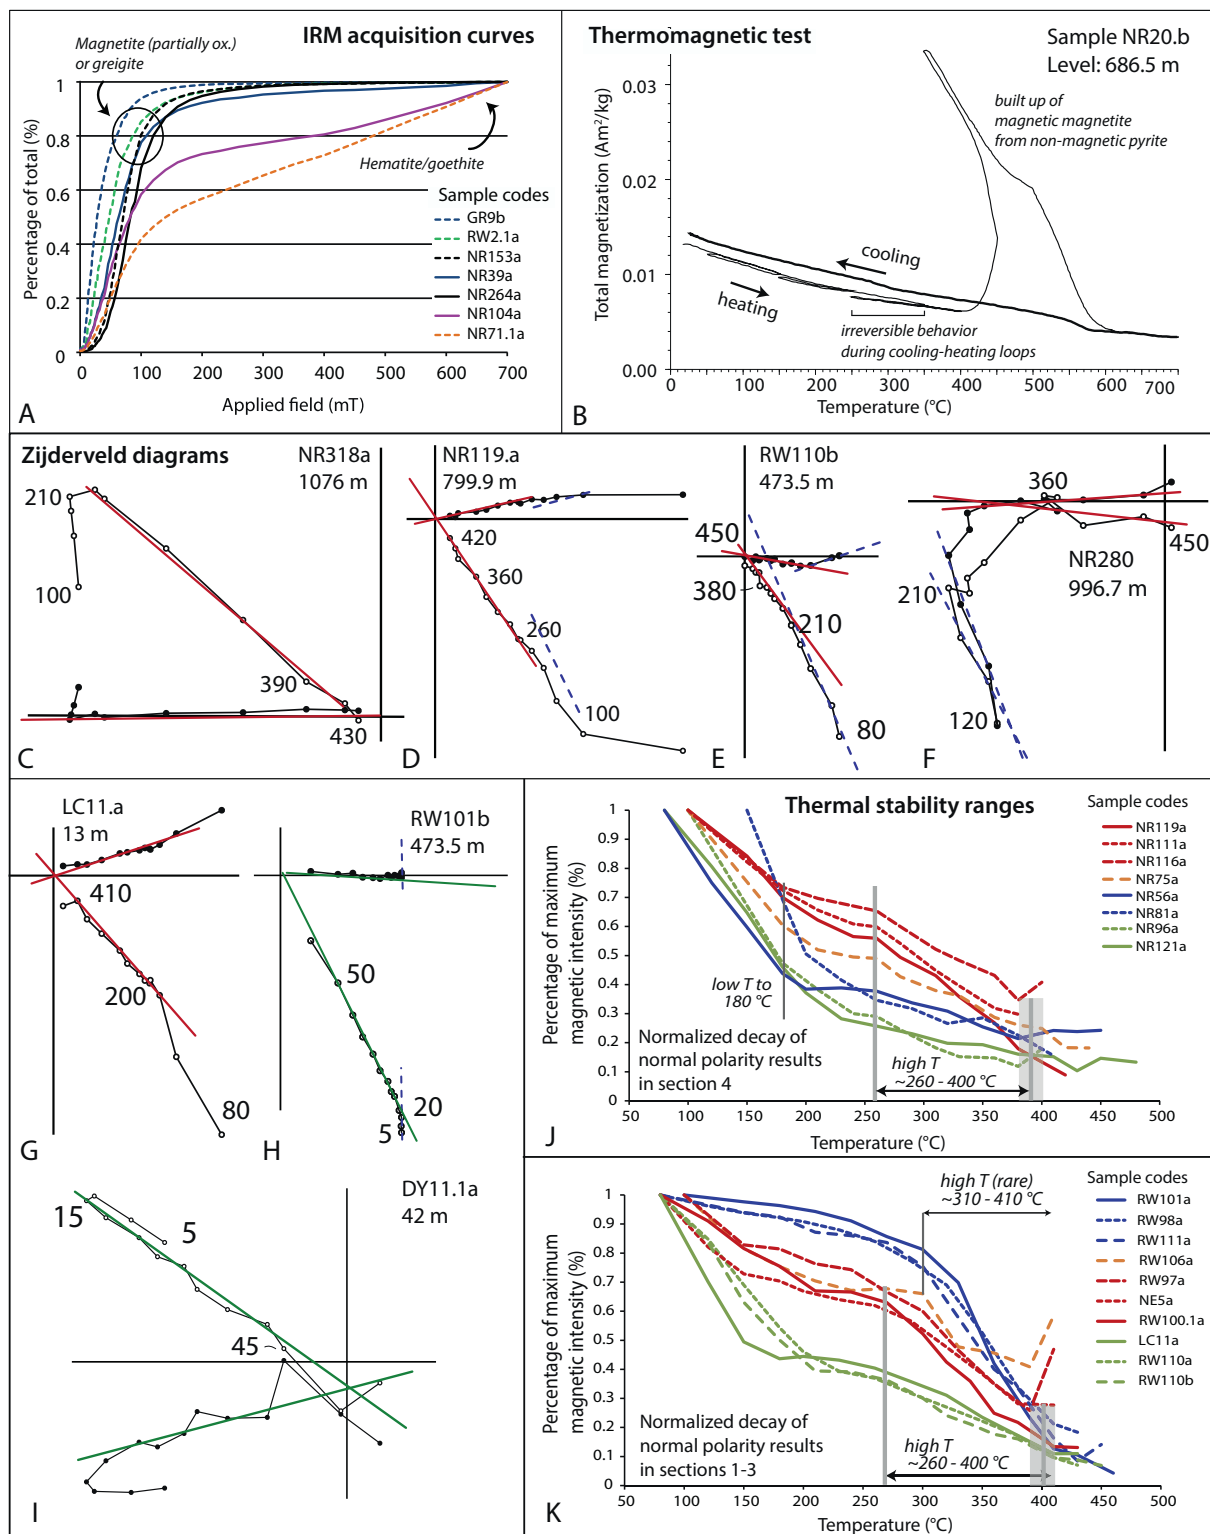 IRM acquisition curves
Magnetite (partially ox.)
or greigite
Percentage of total (%)
1
0.8
0.6
0.4
0.2
0
0
100
200
300
400
500
600
700
Applied field (mT)
Hematite/goethite
Sample codes
GR9b
RW2.1a
NR153a
NR39a
NR264a
NR104a
NR71.1a
A
Thermomagnetic test
Sample NR20.b
Level: 686.5 m
built up of
magnetic magnetite
from non-magnetic pyrite
Total magnetization (Am²/kg)
0.03
0.02
0.01
0.00
cooling
heating
irreversible behavior
during cooling-heating loops
0
100
200
300
400
500
600
700
Temperature (°C)
B
Zijderveld diagrams
NR318a
1076 m
210
100
390
430
C
NR119.a
799.9 m
420
360
260
100
D
RW110b
473.5 m
450
380
210
80
E
360
450
NR280
996.7 m
210
120
F
LC11.a
13 m
410
200
80
G
RW101b
473.5 m
50
20
5
H
DY11.1a
42 m
15
5
45
I
Thermal stability ranges
Sample codes
NR119a
NR111a
NR116a
NR75a
NR56a
NR81a
NR96a
NR121a
Percentage of maximum
magnetic intensity (%)
1
0.9
0.8
0.7
0.6
0.5
0.4
0.3
0.2
0.1
0
low T to
180 °C
Normalized decay of
normal polarity results
in section 4
high T
~260 - 400 °C
50
100
150
200
250
300
350
400
450
500
Temperature (°C)
J
high T (rare)
~310 - 410 °C
Sample codes
RW101a
RW98a
RW111a
RW106a
RW97a
NE5a
RW100.1a
LC11a
RW110a
RW110b
Percentage of maximum
magnetic intensity (%)
1
0.9
0.8
0.7
0.6
0.5
0.4
0.3
0.2
0.1
0
Normalized decay of
normal polarity results
in sections 1-3
high T
~260 - 400 °C
50
100
150
200
250
300
350
400
450
500
Temperature (°C)
K